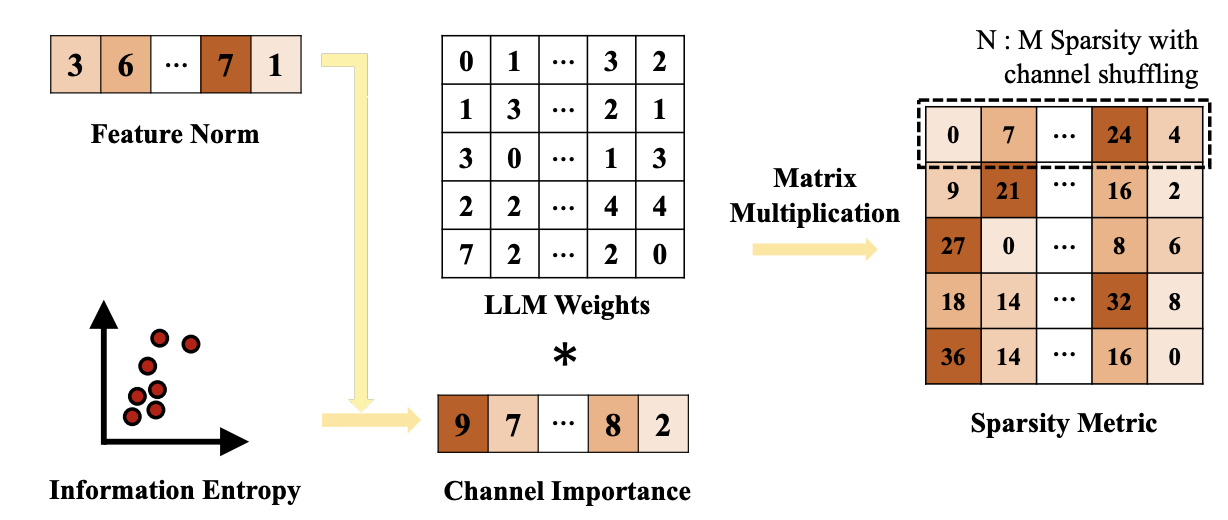 3 6 ... 7 1
Feature Norm
Information Entropy
0 1 ... 3 2
1 3 ... 2 1
3 0 ... 1 3
2 2 ... 4 4
7 2 ... 2 0
LLM Weights
*
9 7 ... 8 2
Channel Importance
Matrix
Multiplication
N : M Sparsity with
channel shuffling
0 7 ... 24 4
9 21 ... 16 2
27 0 ... 8 6
18 14 ... 32 8
36 14 ... 16 0
Sparsity Metric